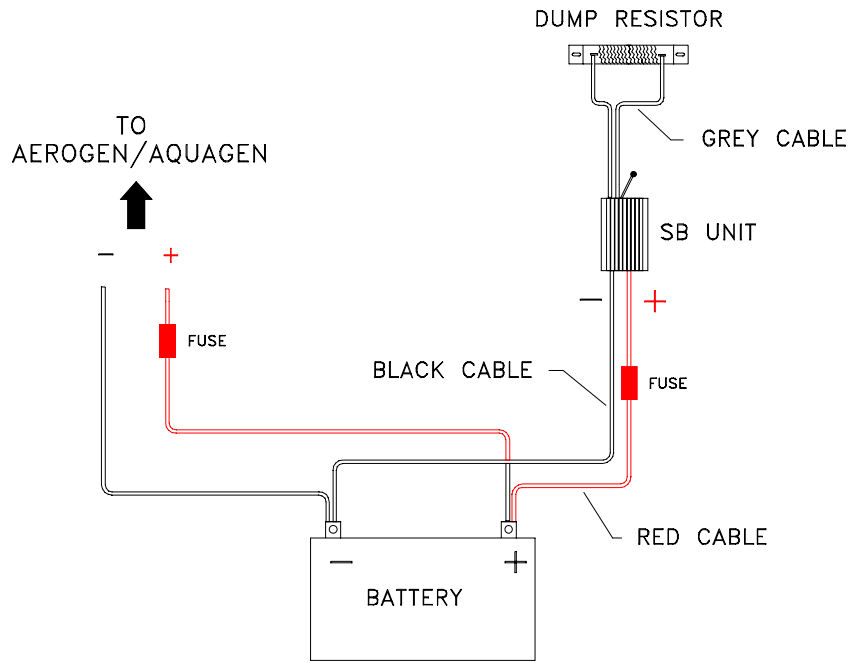 DUMP RESISTOR
TO
AEROGEN/AQUAGEN
GREY CABLE
SB UNIT
− +
− +
FUSE
BLACK CABLE
FUSE
RED CABLE
− +
BATTERY